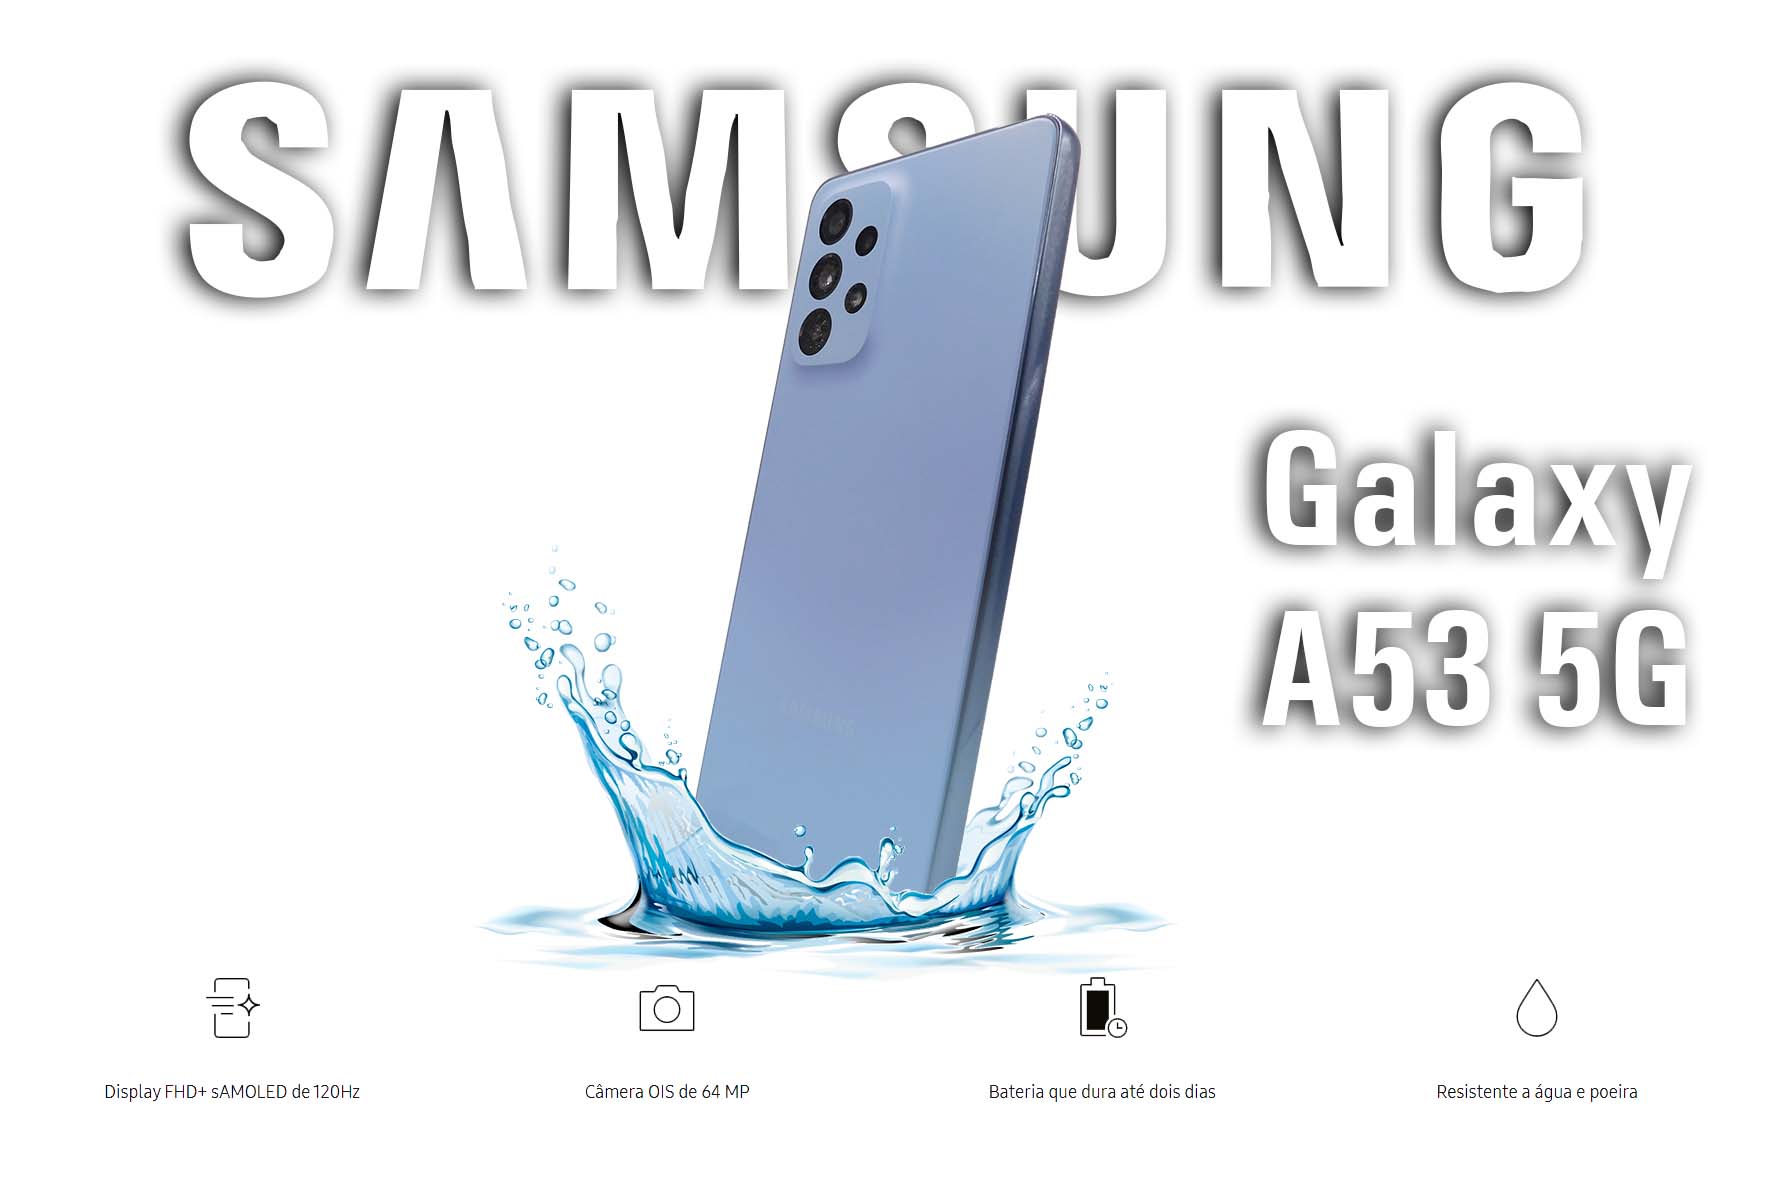 SAMSUNG
Galaxy
A53 5G
SAMSUNG
Display FHD+ sAMOLED de 120Hz
Câmera OIS de 64 MP
Bateria que dura até dois dias
Resistente a água e poeira